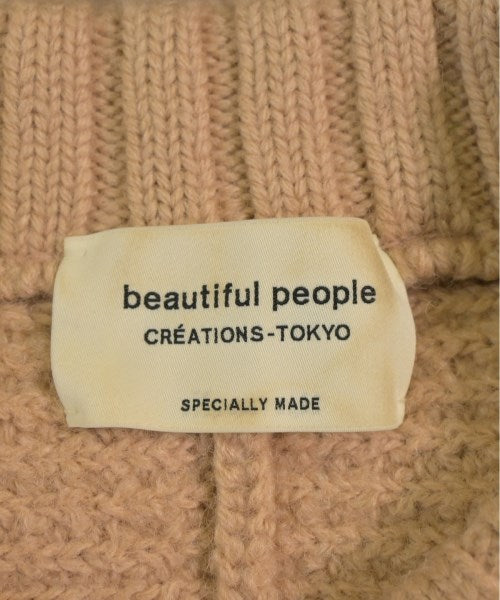 beautiful people
CRÉATIONS-TOKYO
SPECIALLY MADE